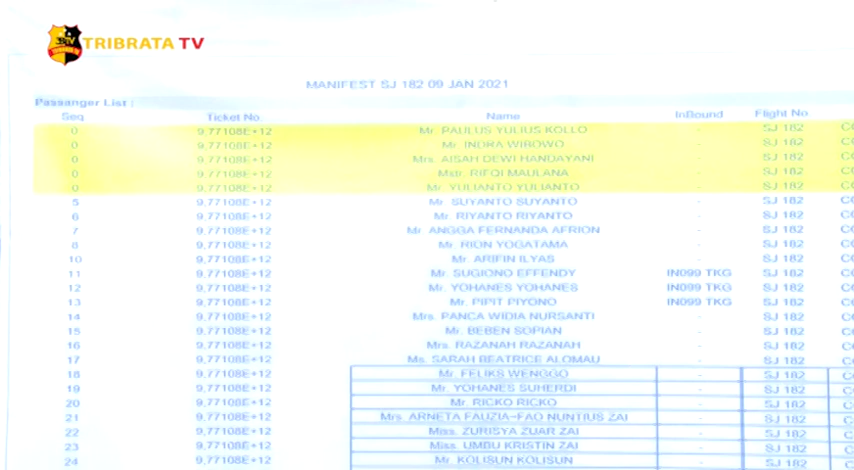 TRIBRATA TV
MANIFEST SJ 182 09 JAN 2021
Passanger List :
Seq Ticket No. Name InBound Flight No
0 9,77108E+12 Mr. PAULUS YULIUS KOLLO - SJ 182
0 9,77108E+12 Mr. INDRA WIBOWO - SJ 182
0 9,77108E+12 Mrs. AISAH DEWI HANDAYANI - SJ 182
0 9,77108E+12 Mstr. RIFQI MAULANA - SJ 182
0 9,77108E+12 Mr. YULIANTO YULIANTO - SJ 182
5 9,77108E+12 Mr. SUYANTO SUYANTO - SJ 182
6 9,77108E+12 Mr. RIYANTO RIYANTO - SJ 182
7 9,77108E+12 Mr. ANGGA FERNANDA AFRION - SJ 182
8 9,77108E+12 Mr. RION YOGATAMA - SJ 182
10 9,77108E+12 Mr. ARIFIN ILYAS - SJ 182
11 9,77108E+12 Mr. SUGIONO EFFENDY IN099 TKG SJ 182
12 9,77108E+12 Mr. YOHANES YOHANES IN099 TKG SJ 182
13 9,77108E+12 Mr. PIPIT PIYONO IN099 TKG SJ 182
14 9,77108E+12 Mrs. PANCA WIDIA NURSANTI - SJ 182
15 9,77108E+12 Mr. BEBEN SOPIAN - SJ 182
16 9,77108E+12 Mrs. RAZANAH RAZANAH - SJ 182
17 9,77108E+12 Ms. SARAH BEATRICE ALOMAU - SJ 182
18 9,77108E+12 Mr. FELIKS WENGGO - SJ 182
19 9,77108E+12 Mr. YOHANES SUHERDI - SJ 182
20 9,77108E+12 Mr. RICKO RICKO - SJ 182
21 9,77108E+12 Mrs. ARNETA FAUZIA-FAO NUNTIUS ZAI - SJ 182
22 9,77108E+12 Miss. ZURISYA ZUAR ZAI - SJ 182
23 9,77108E+12 Miss. UMBU KRISTIN ZAI - SJ 182
24 9,77108E+12 Mr. KOLISUN KOLISUN - SJ 182